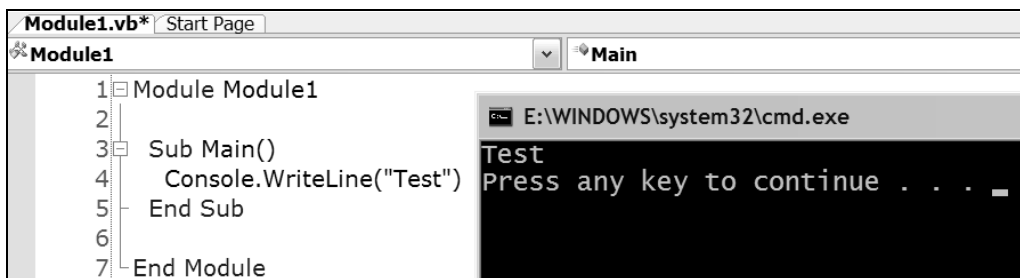 Module1.vb* Start Page
Module1 Main
1 Module Module1
2
3 Sub Main()
4 Console.WriteLine("Test")
5 End Sub
6
7 End Module
E:\WINDOWS\system32\cmd.exe
Test
Press any key to continue . . . _